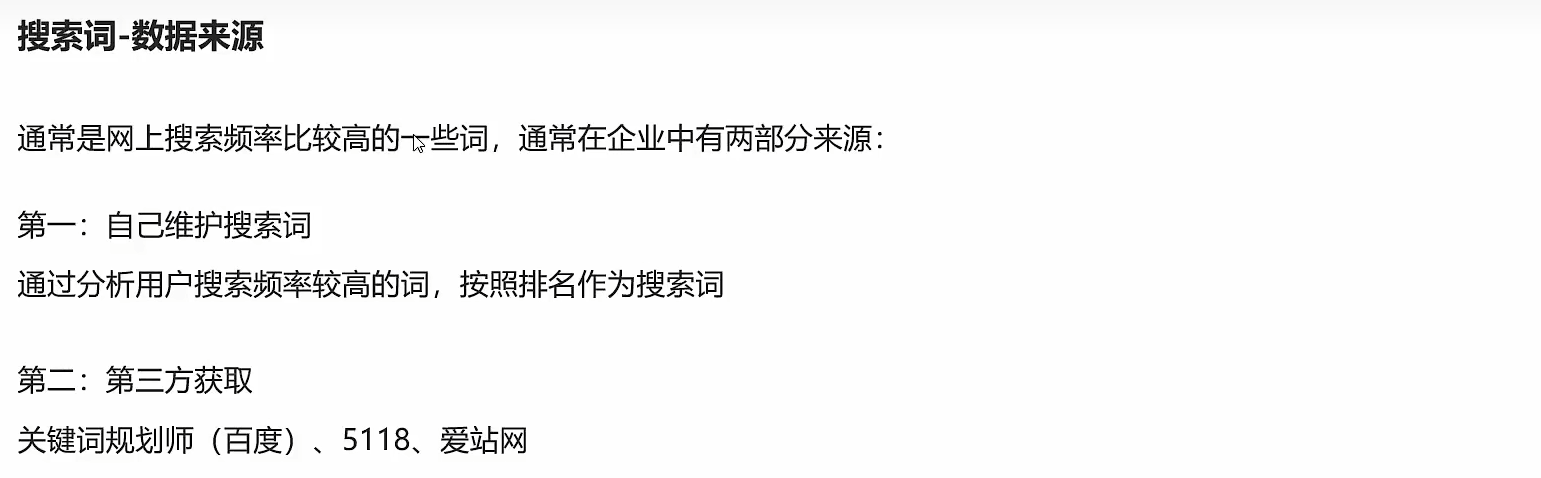 搜索词-数据来源
通常是网上搜索频率比较高的一些词，通常在企业中有两部分来源：
第一：自己维护搜索词
通过分析用户搜索频率较高的词，按照排名作为搜索词
第二：第三方获取
关键词规划师（百度）、5118、爱站网